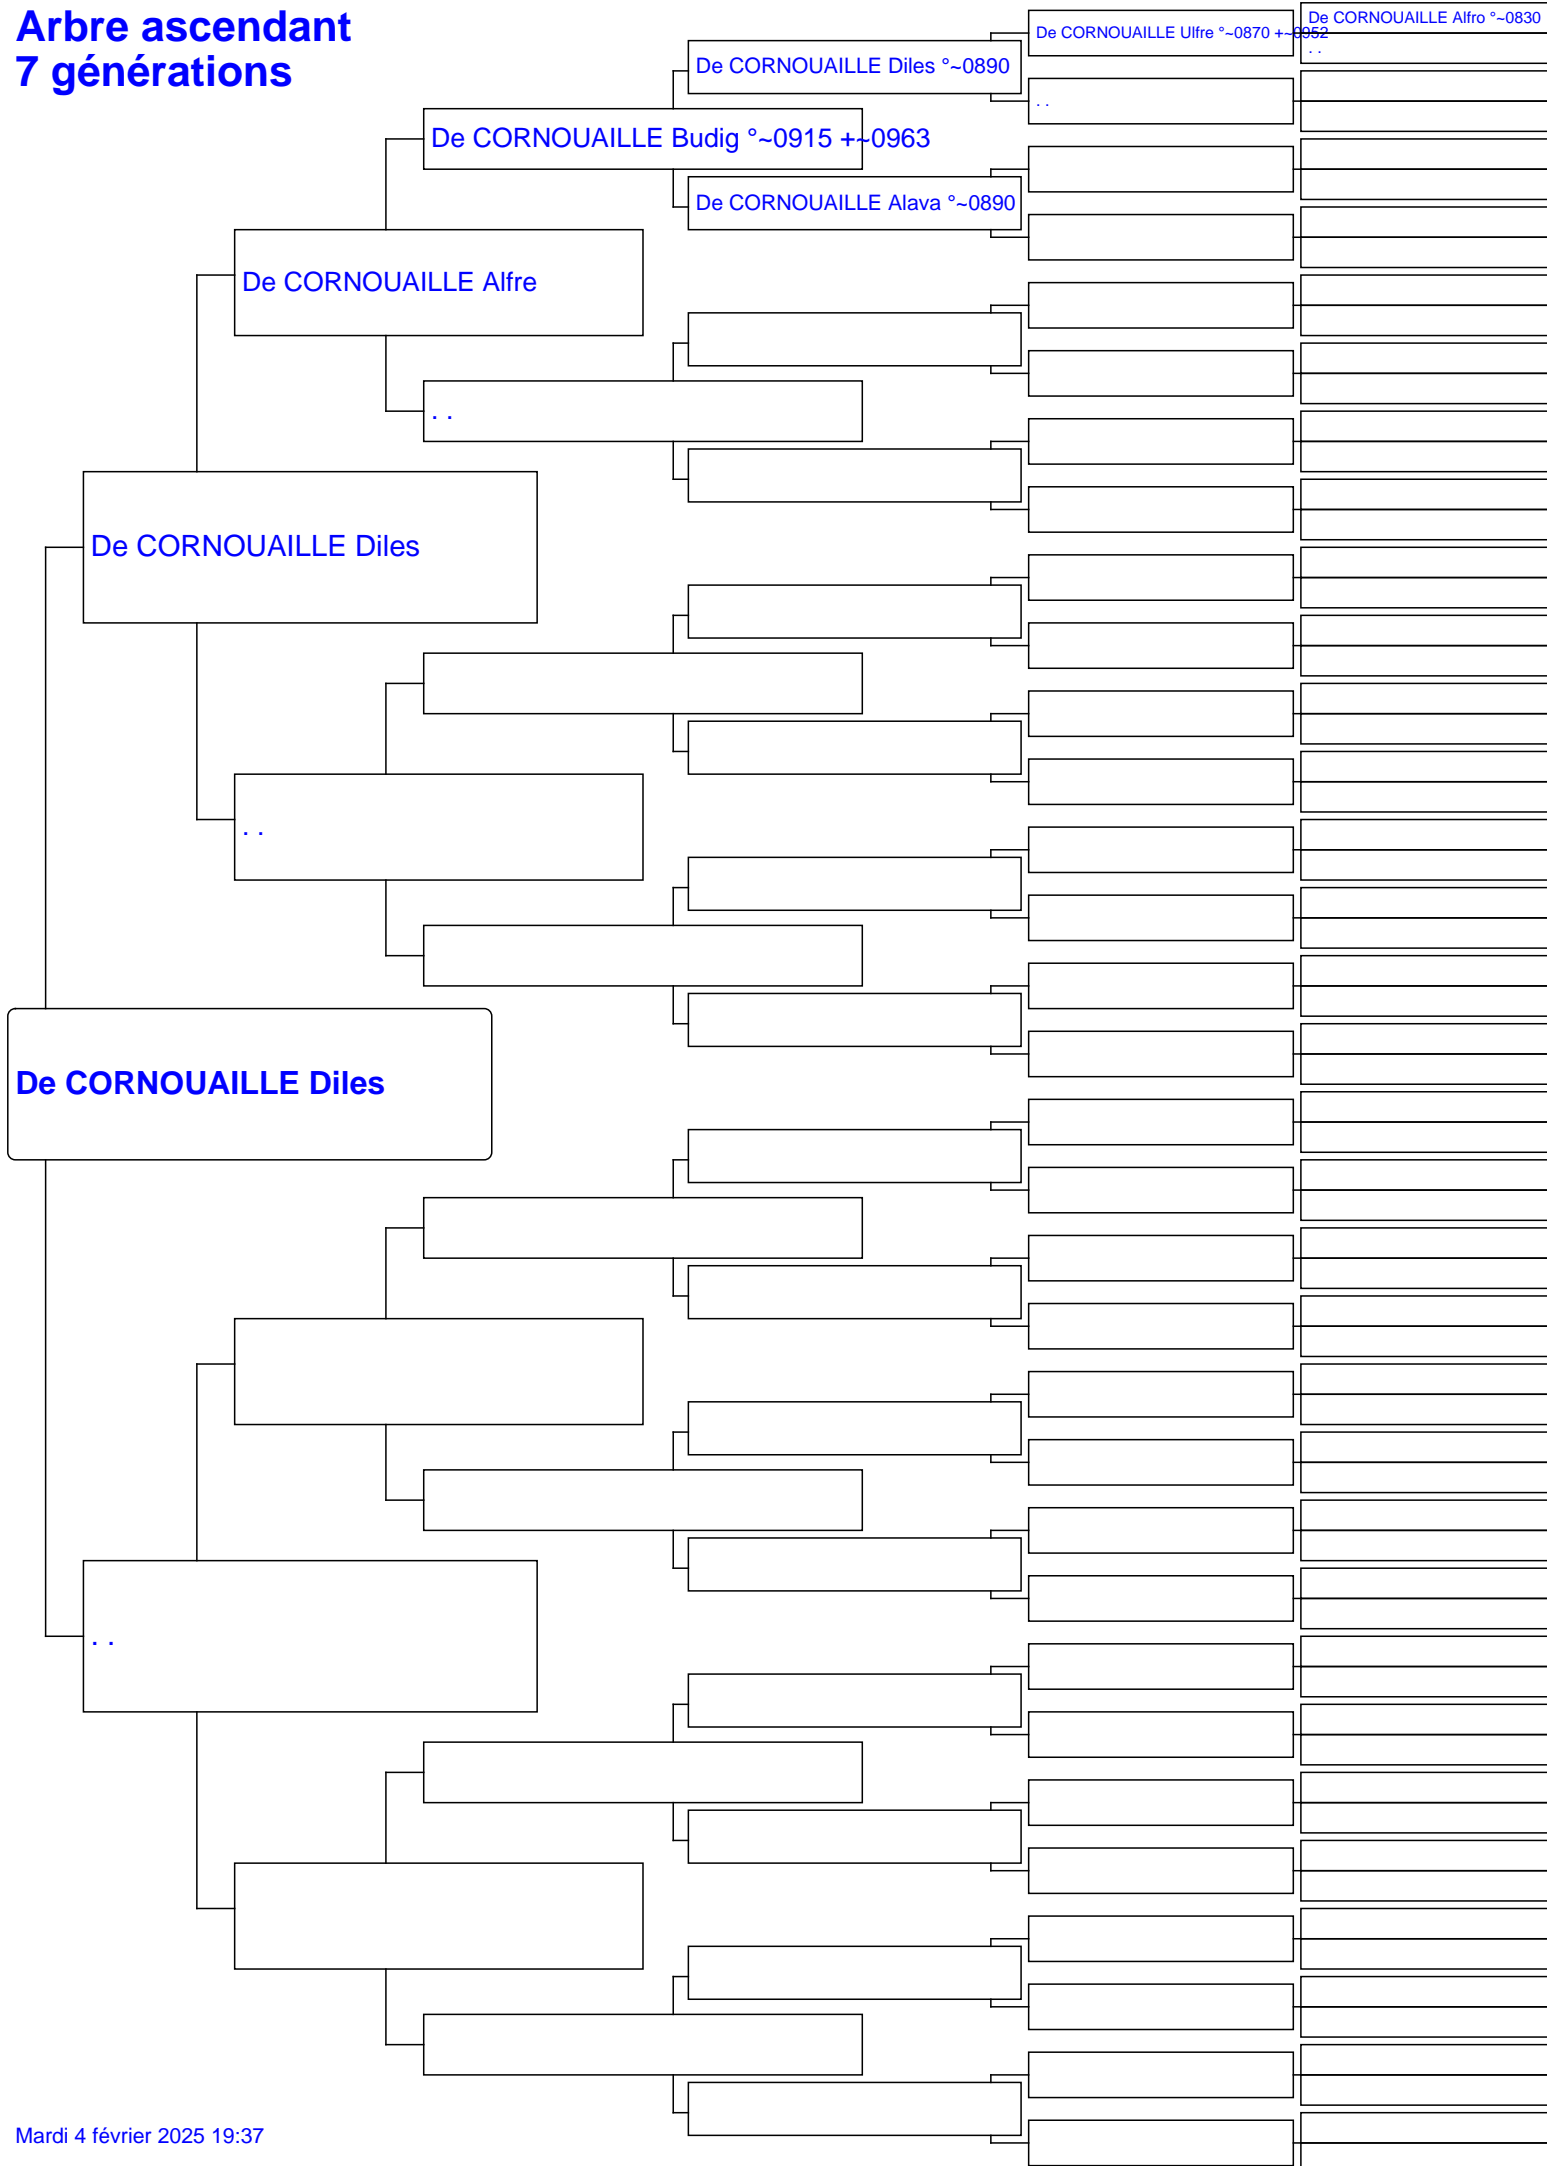 Arbre ascendant
7 générations
De CORNOUAILLE Alfro °~0830
. .
De CORNOUAILLE Ulfre °~0870 +~0952
. .
De CORNOUAILLE Diles °~0890
De CORNOUAILLE Budig °~0915 +~0963
De CORNOUAILLE Alava °~0890
De CORNOUAILLE Alfre
. .
De CORNOUAILLE Diles
. .
De CORNOUAILLE Diles
. .
Mardi 4 février 2025 19:37